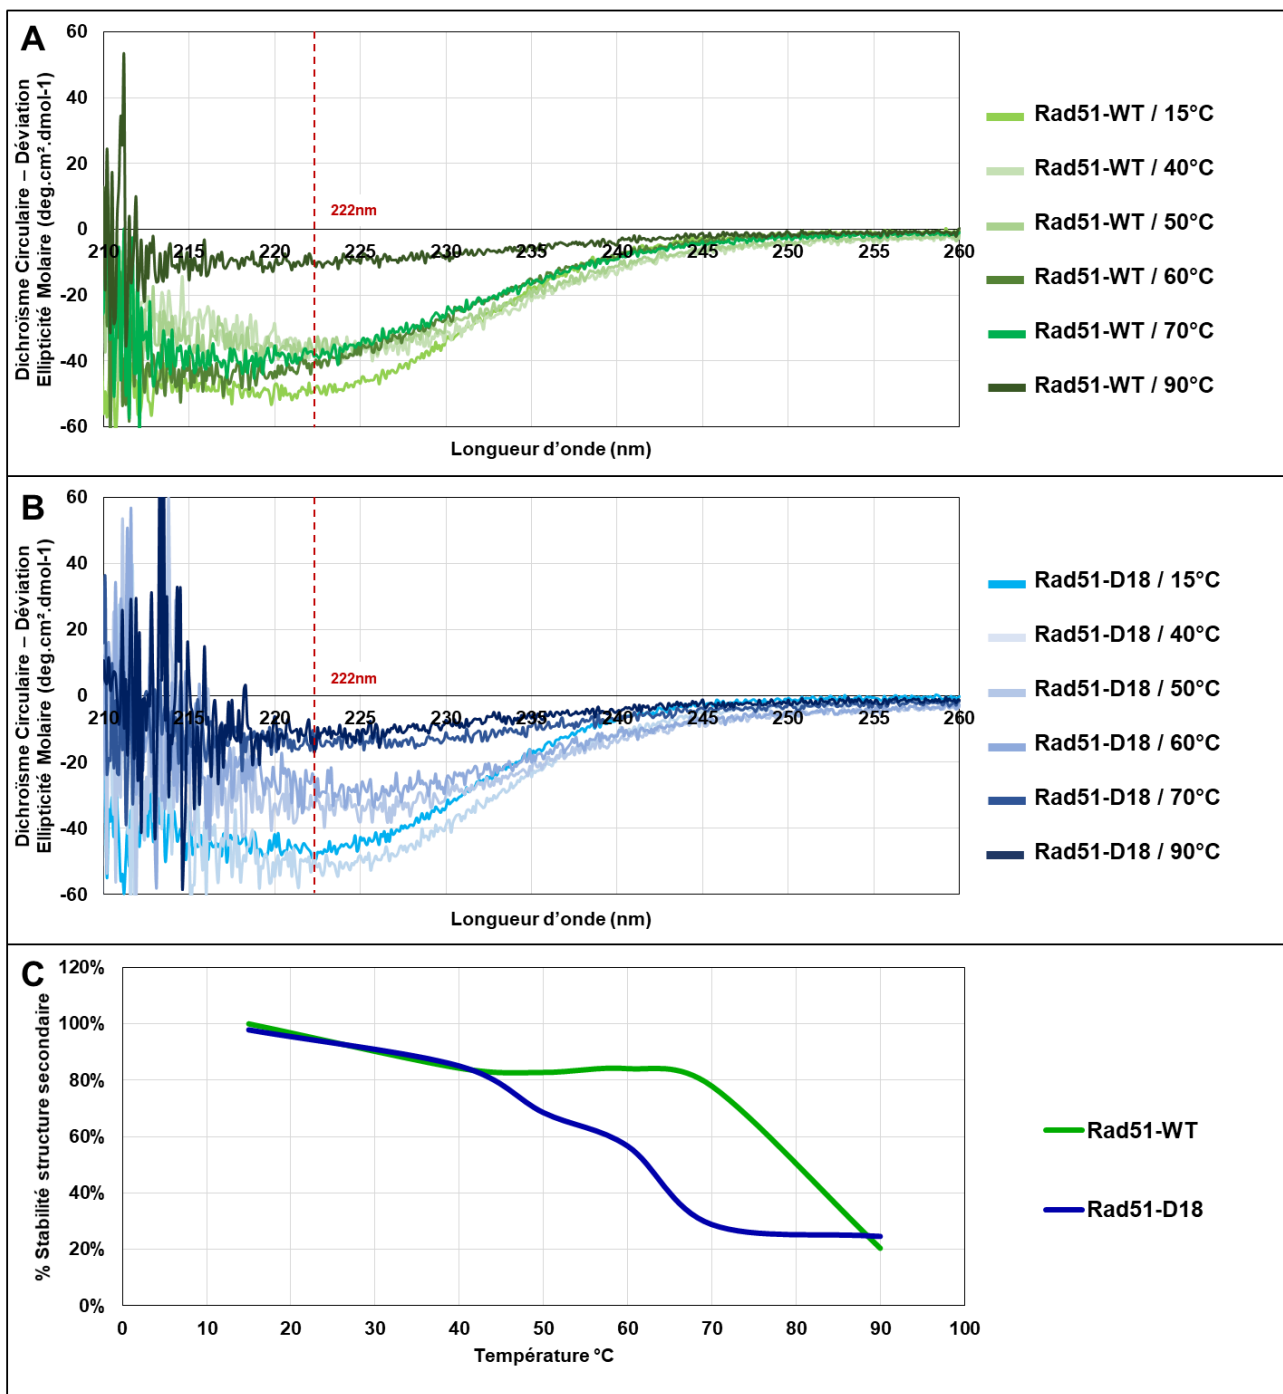 A
Dichroïsme Circulaire – Déviation
Ellipticité Molaire (deg.cm².dmol-1)
60
40
20
0
-20
-40
-60
210 215 220 225 230 235 240 245 250 255 260
222nm
Longueur d’onde (nm)
Rad51-WT / 15°C
Rad51-WT / 40°C
Rad51-WT / 50°C
Rad51-WT / 60°C
Rad51-WT / 70°C
Rad51-WT / 90°C
B
Dichroïsme Circulaire – Déviation
Ellipticité Molaire (deg.cm².dmol-1)
60
40
20
0
-20
-40
-60
210 215 220 225 230 235 240 245 250 255 260
222nm
Longueur d’onde (nm)
Rad51-D18 / 15°C
Rad51-D18 / 40°C
Rad51-D18 / 50°C
Rad51-D18 / 60°C
Rad51-D18 / 70°C
Rad51-D18 / 90°C
C
% Stabilité structure secondaire
120%
100%
80%
60%
40%
20%
0%
0 10 20 30 40 50 60 70 80 90 100
Température °C
Rad51-WT
Rad51-D18